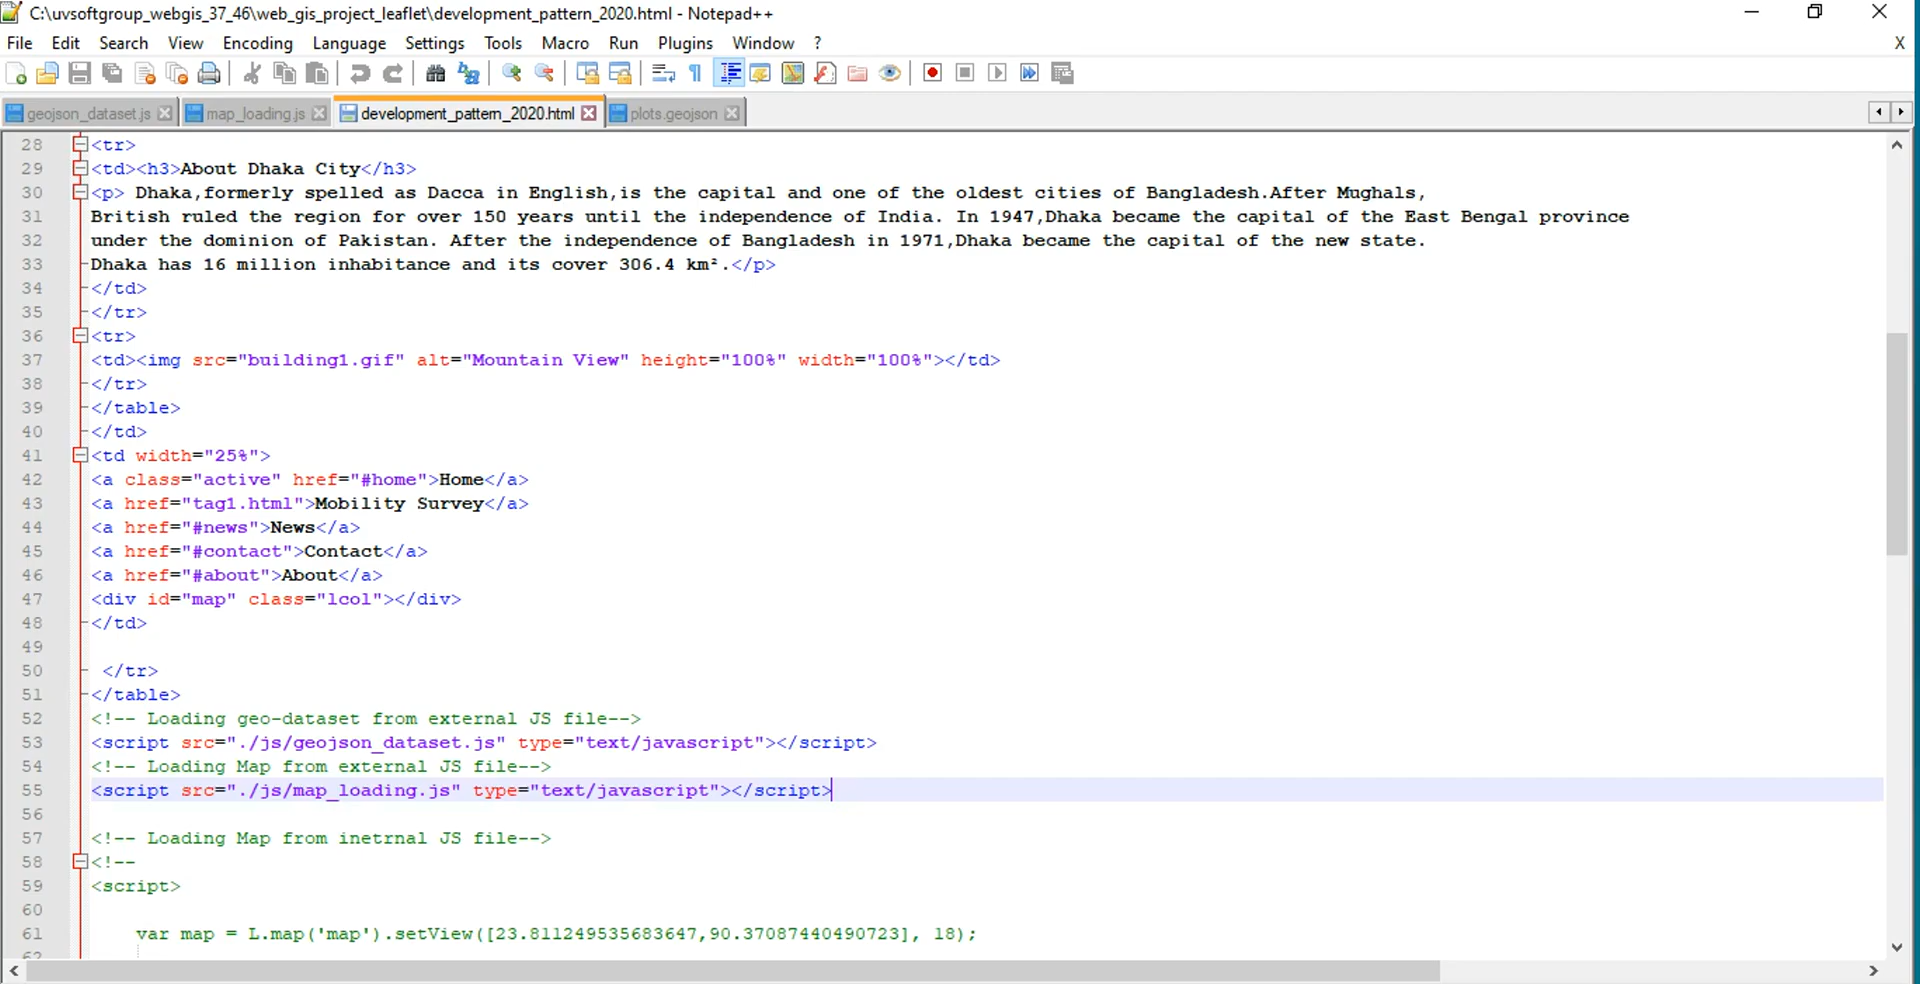 C:\uvsoftgroup_webgis_37_46\web_gis_project_leaflet\development_pattern_2020.html - Notepad++
File Edit Search View Encoding Language Settings Tools Macro Run Plugins Window ? X
geojson_dataset.js map_loading.js development_pattern_2020.html plots.geojson
28 <tr>
29 <td><h3>About Dhaka City</h3>
30 <p> Dhaka,formerly spelled as Dacca in English,is the capital and one of the oldest cities of Bangladesh.After Mughals,
31 British ruled the region for over 150 years until the independence of India. In 1947,Dhaka became the capital of the East Bengal province
32 under the dominion of Pakistan. After the independence of Bangladesh in 1971,Dhaka became the capital of the new state.
33 Dhaka has 16 million inhabitance and its cover 306.4 km².</p>
34 </td>
35 </tr>
36 <tr>
37 <td><img src="building1.gif" alt="Mountain View" height="100%" width="100%"></td>
38 </tr>
39 </table>
40 </td>
41 <td width="25%">
42 <a class="active" href="#home">Home</a>
43 <a href="tag1.html">Mobility Survey</a>
44 <a href="#news">News</a>
45 <a href="#contact">Contact</a>
46 <a href="#about">About</a>
47 <div id="map" class="lcol"></div>
48 </td>
49
50 </tr>
51 </table>
52 <!-- Loading geo-dataset from external JS file-->
53 <script src="./js/geojson_dataset.js" type="text/javascript"></script>
54 <!-- Loading Map from external JS file-->
55 <script src="./js/map_loading.js" type="text/javascript"></script>
56
57 <!-- Loading Map from inetrnal JS file-->
58 <!--
59 <script>
60
61 var map = L.map('map').setView([23.811249535683647,90.37087440490723], 18);
62